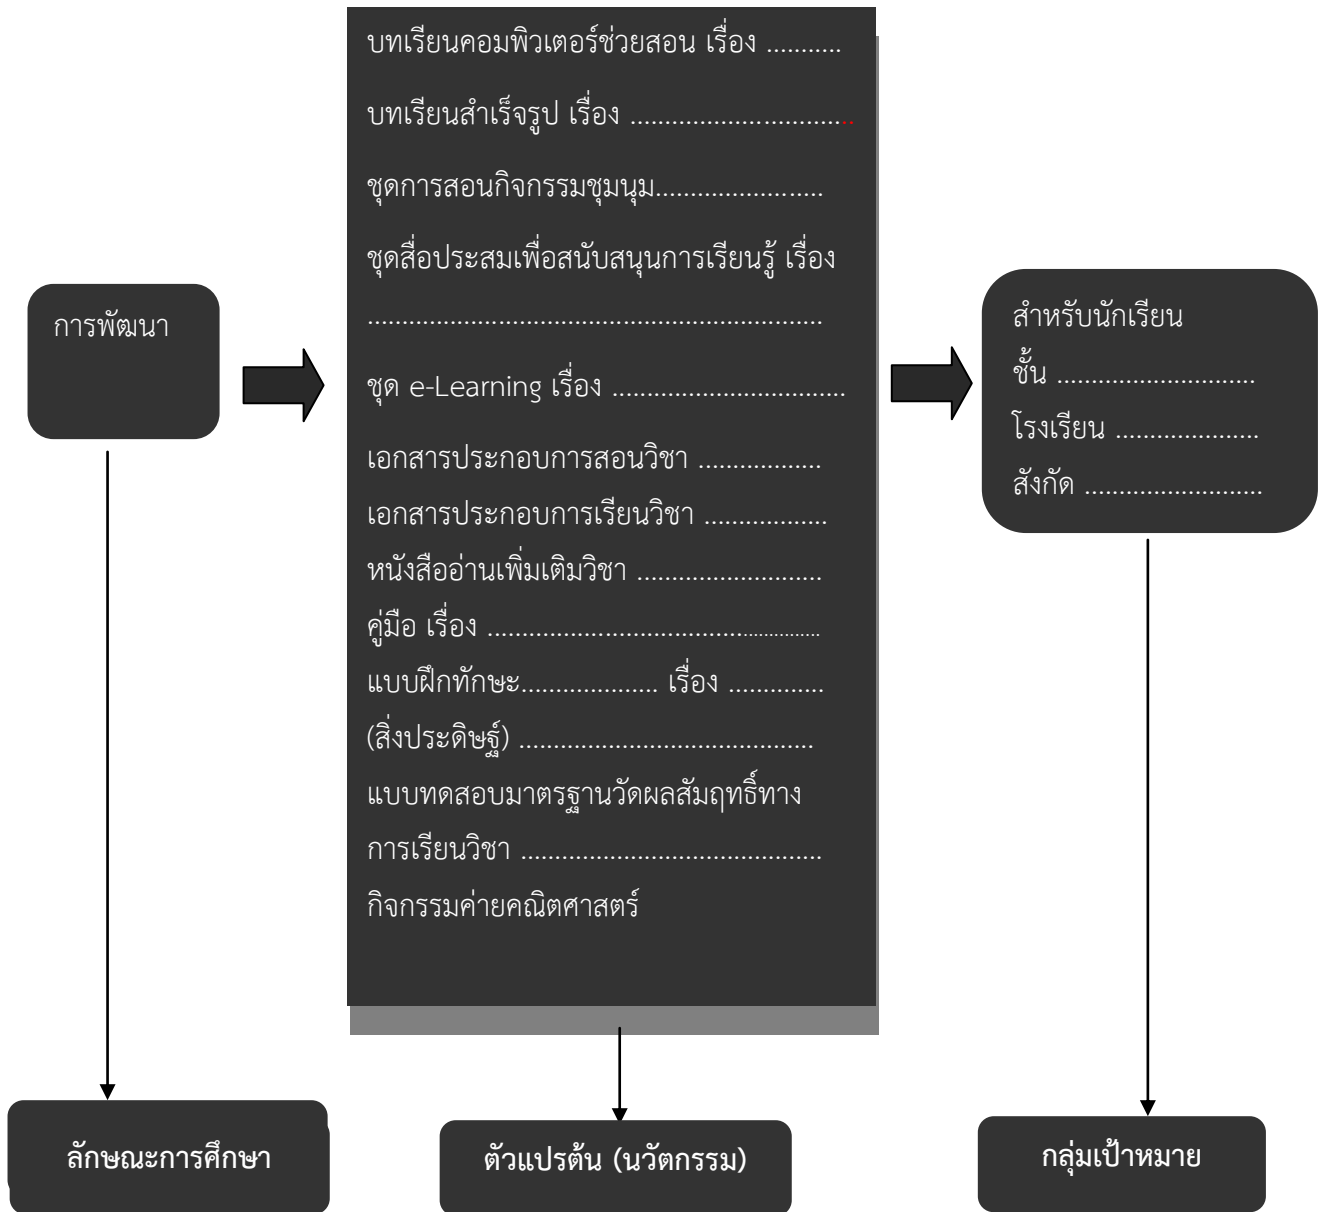 การพัฒนา
บทเรียนคอมพิวเตอร์ช่วยสอน เรื่อง ...........
บทเรียนสำเร็จรูป เรื่อง .................................
ชุดการสอนกิจกรรมชุมนุม........................
ชุดสื่อประสมเพื่อสนับสนุนการเรียนรู้ เรื่อง
..................................................................
ชุด e-Learning เรื่อง ..................................
เอกสารประกอบการสอนวิชา ..................
เอกสารประกอบการเรียนวิชา ..................
หนังสืออ่านเพิ่มเติมวิชา ...........................
คู่มือ เรื่อง ..................................................
แบบฝึกทักษะ.................... เรื่อง ..............
(สิ่งประดิษฐ์) ...........................................
แบบทดสอบมาตรฐานวัดผลสัมฤทธิ์ทาง
การเรียนวิชา ............................................
กิจกรรมค่ายคณิตศาสตร์
สำหรับนักเรียน
ชั้น .............................
โรงเรียน .....................
สังกัด ..........................
ลักษณะการศึกษา
ตัวแปรต้น (นวัตกรรม)
กลุ่มเป้าหมาย